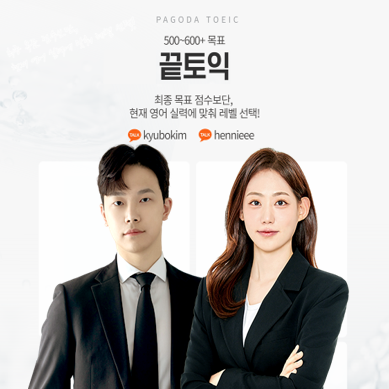 PAGODA TOEIC
500~600+ 목표
끝토익
최종 목표 점수보단,
현재 영어 실력에 맞춰 레벨 선택!
TALK kyubokim TALK hennieee